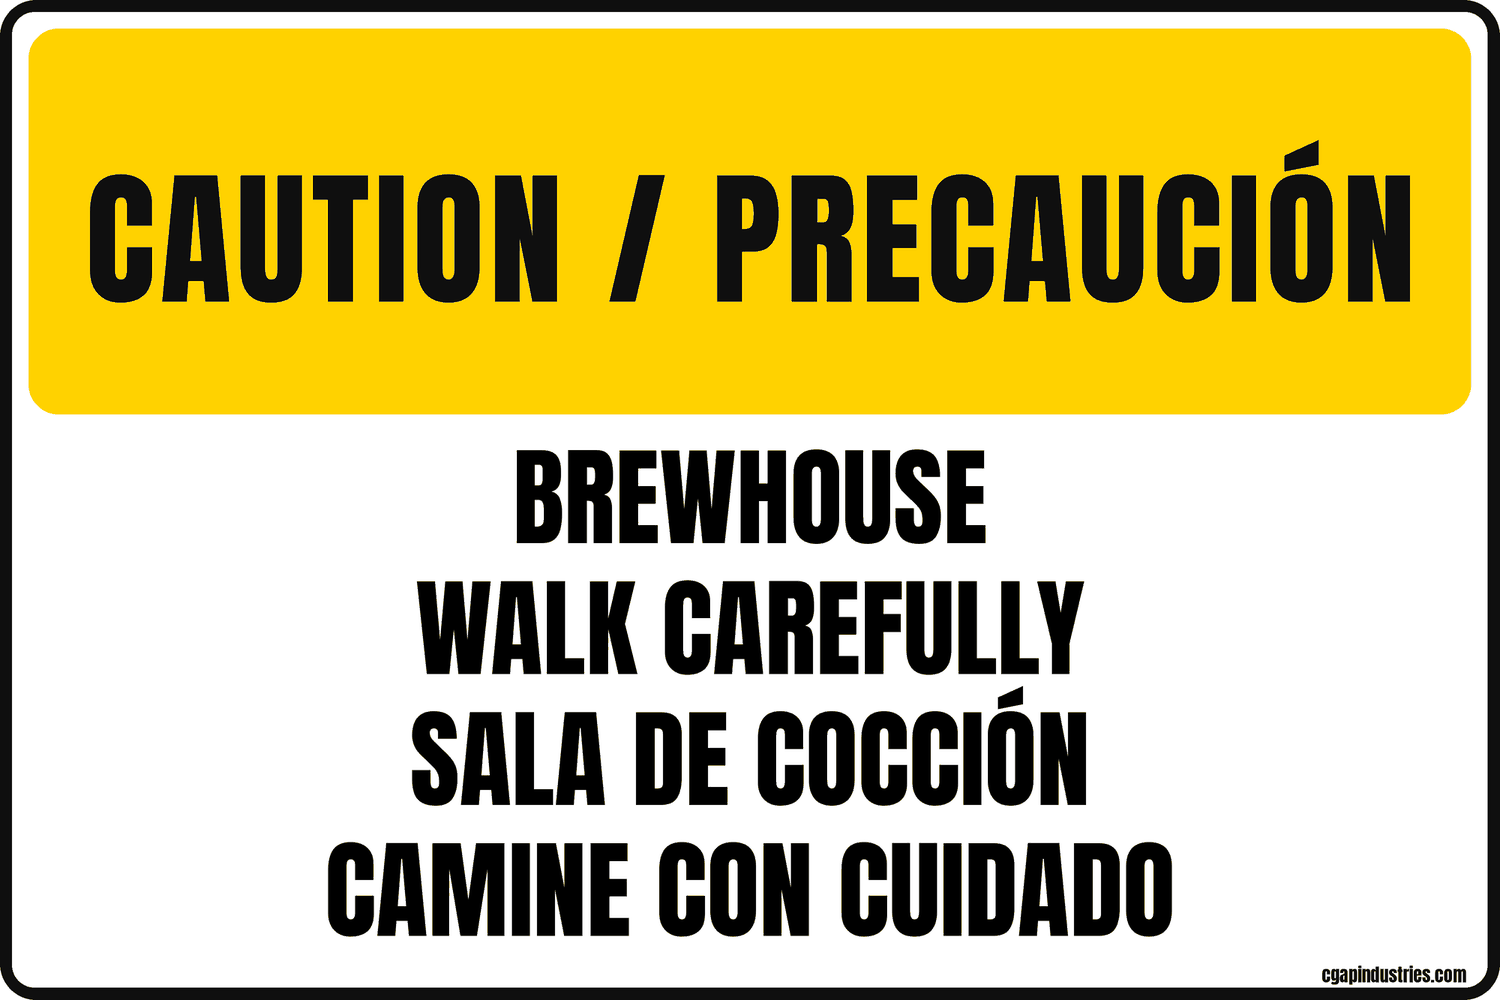 CAUTION / PRECAUCIÓN
BREWHOUSE
WALK CAREFULLY
SALA DE COCCIÓN
CAMINE CON CUIDADO
cgapindustries.com